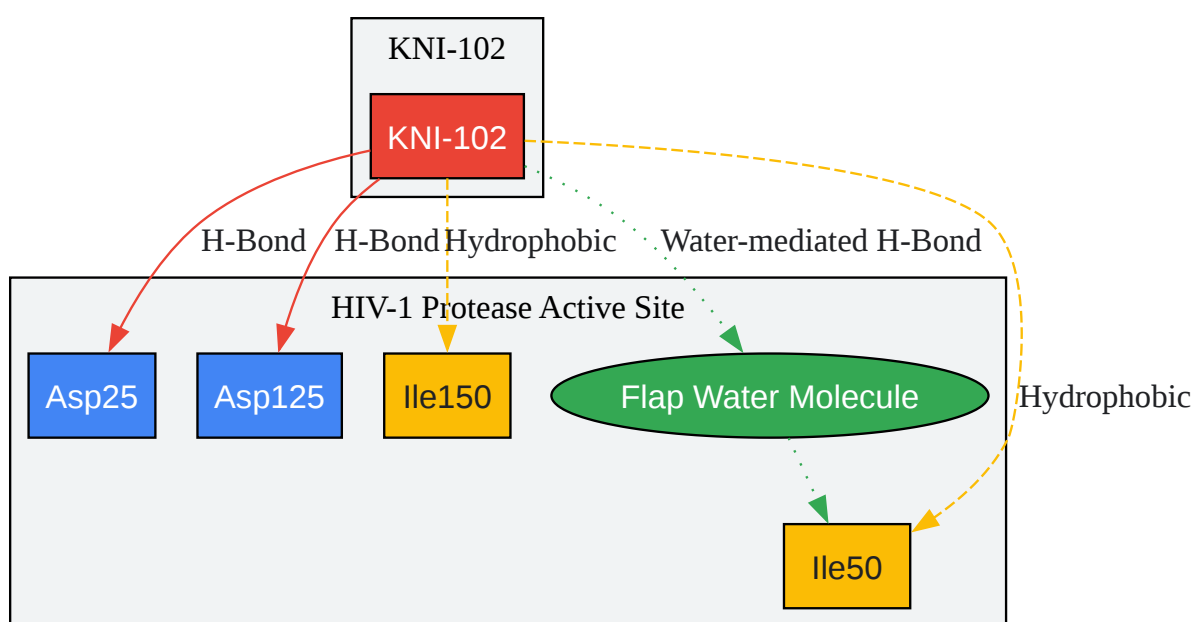 KNI-102
KNI-102
H-Bond
H-Bond
Hydrophobic
Water-mediated H-Bond
HIV-1 Protease Active Site
Asp25
Asp125
Ile150
Flap Water Molecule
Hydrophobic
Ile50